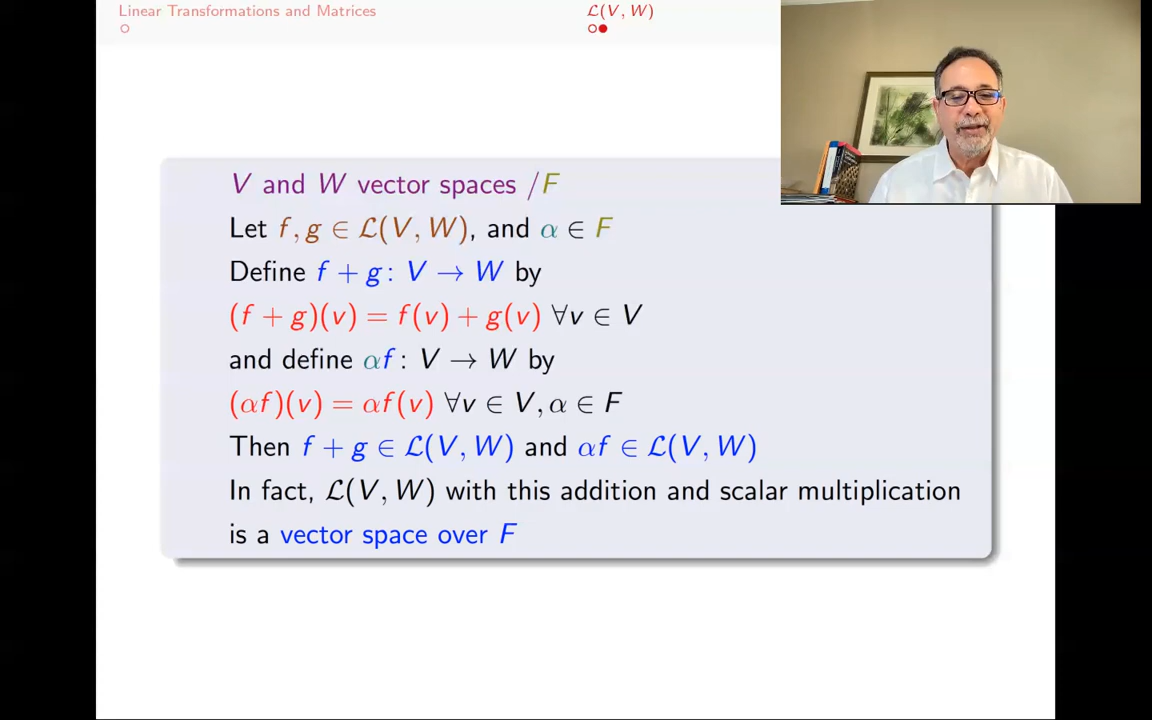 Linear Transformations and Matrices
ℒ(V, W)
V and W vector spaces /F
Let f, g ∈ ℒ(V, W), and α ∈ F
Define f + g : V → W by
(f + g)(v) = f(v) + g(v) ∀v ∈ V
and define αf : V → W by
(αf)(v) = αf(v) ∀v ∈ V, α ∈ F
Then f + g ∈ ℒ(V, W) and αf ∈ ℒ(V, W)
In fact, ℒ(V, W) with this addition and scalar multiplication
is a vector space over F